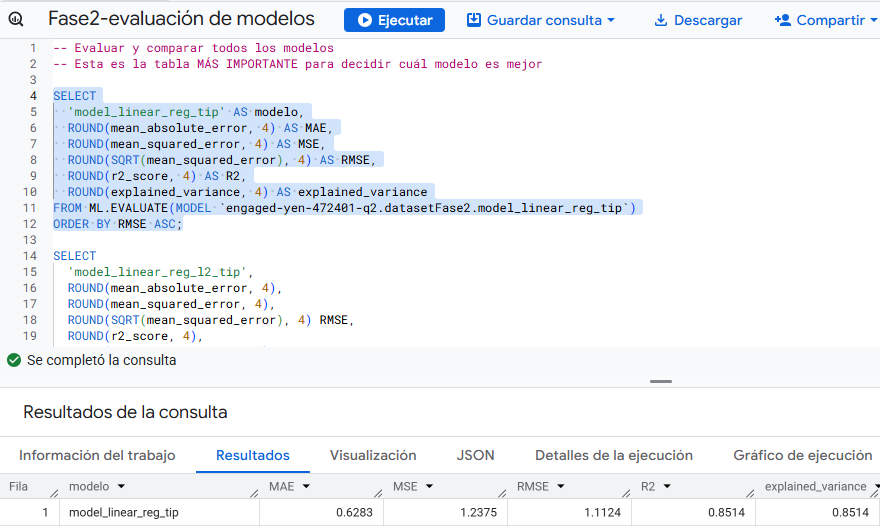 Fase2-evaluación de modelos Ejecutar Guardar consulta Descargar Compartir
1 -- Evaluar y comparar todos los modelos
2 -- Esta es la tabla MÁS IMPORTANTE para decidir cuál modelo es mejor
3
4 SELECT
5 'model_linear_reg_tip' AS modelo,
6 ROUND(mean_absolute_error, 4) AS MAE,
7 ROUND(mean_squared_error, 4) AS MSE,
8 ROUND(SQRT(mean_squared_error), 4) AS RMSE,
9 ROUND(r2_score, 4) AS R2,
10 ROUND(explained_variance, 4) AS explained_variance
11 FROM ML.EVALUATE(MODEL `engaged-yen-472401-q2.datasetFase2.model_linear_reg_tip`)
12 ORDER BY RMSE ASC;
13
14 SELECT
15 'model_linear_reg_l2_tip',
16 ROUND(mean_absolute_error, 4),
17 ROUND(mean_squared_error, 4),
18 ROUND(SQRT(mean_squared_error), 4) RMSE,
19 ROUND(r2_score, 4),
Se completó la consulta
Resultados de la consulta
Información del trabajo Resultados Visualización JSON Detalles de la ejecución Gráfico de ejecución
Fila modelo MAE MSE RMSE R2 explained_variance
1 model_linear_reg_tip 0.6283 1.2375 1.1124 0.8514 0.8514